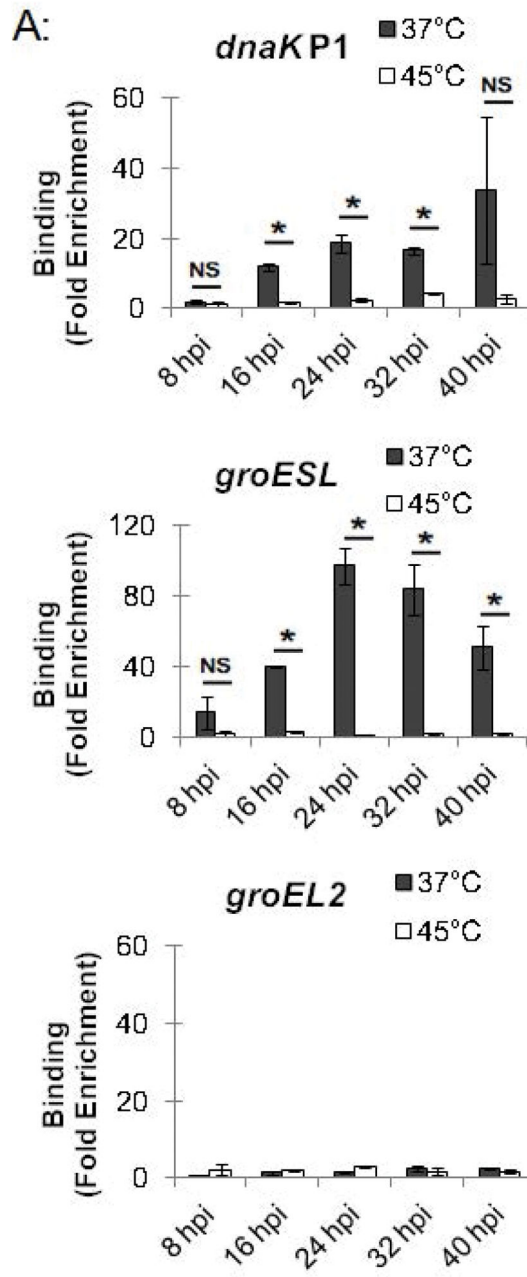 A:
dnaK P1
37°C
45°C
Binding
(Fold Enrichment)
60
40
20
0
NS
*
*
*
NS
8 hpi
16 hpi
24 hpi
32 hpi
40 hpi
groESL
37°C
45°C
Binding
(Fold Enrichment)
120
80
40
0
NS
*
*
*
*
8 hpi
16 hpi
24 hpi
32 hpi
40 hpi
groEL2
37°C
45°C
Binding
(Fold Enrichment)
60
40
20
0
8 hpi
16 hpi
24 hpi
32 hpi
40 hpi